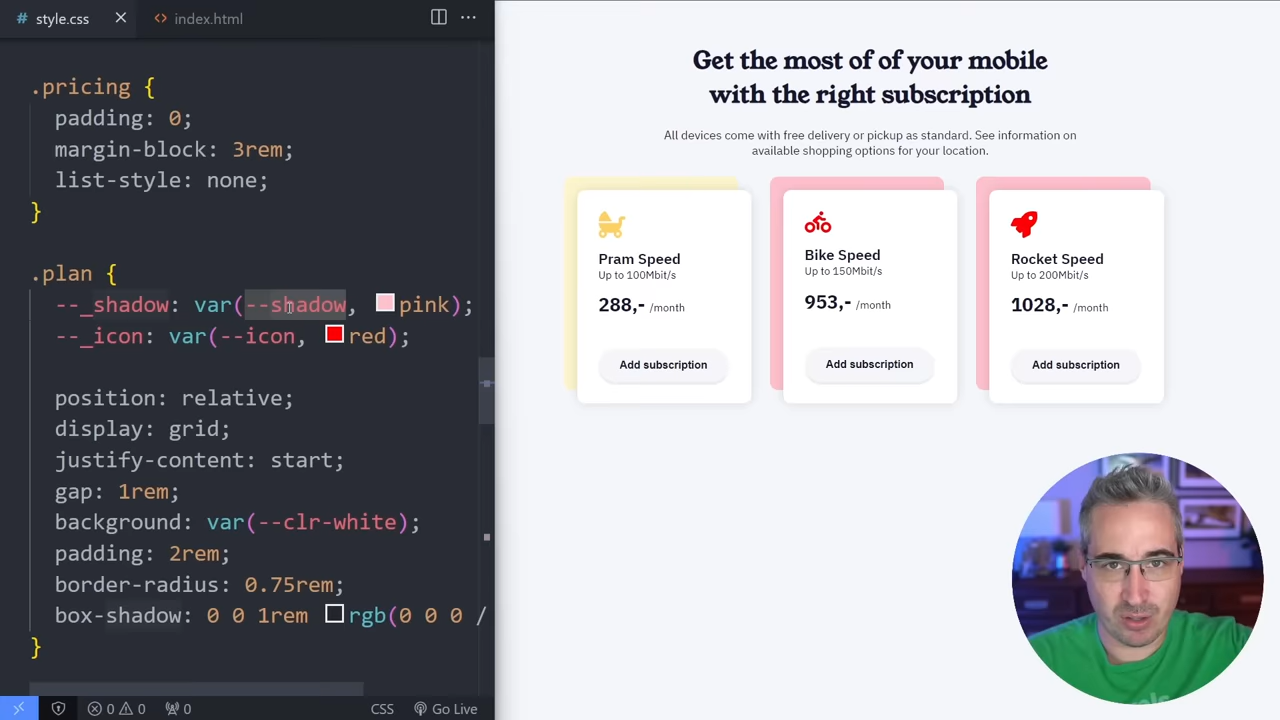 # style.css × <> index.html ...
.pricing {
padding: 0;
margin-block: 3rem;
list-style: none;
}
.plan {
--_shadow: var(--shadow, pink);
--_icon: var(--icon, red);
position: relative;
display: grid;
justify-content: start;
gap: 1rem;
background: var(--clr-white);
padding: 2rem;
border-radius: 0.75rem;
box-shadow: 0 0 1rem rgb(0 0 0 /
}
0 0 0 CSS Go Live
Get the most of of your mobile
with the right subscription
All devices come with free delivery or pickup as standard. See information on
available shopping options for your location.
Pram Speed
Up to 100Mbit/s
288,- /month
Add subscription
Bike Speed
Up to 150Mbit/s
953,- /month
Add subscription
Rocket Speed
Up to 200Mbit/s
1028,- /month
Add subscription